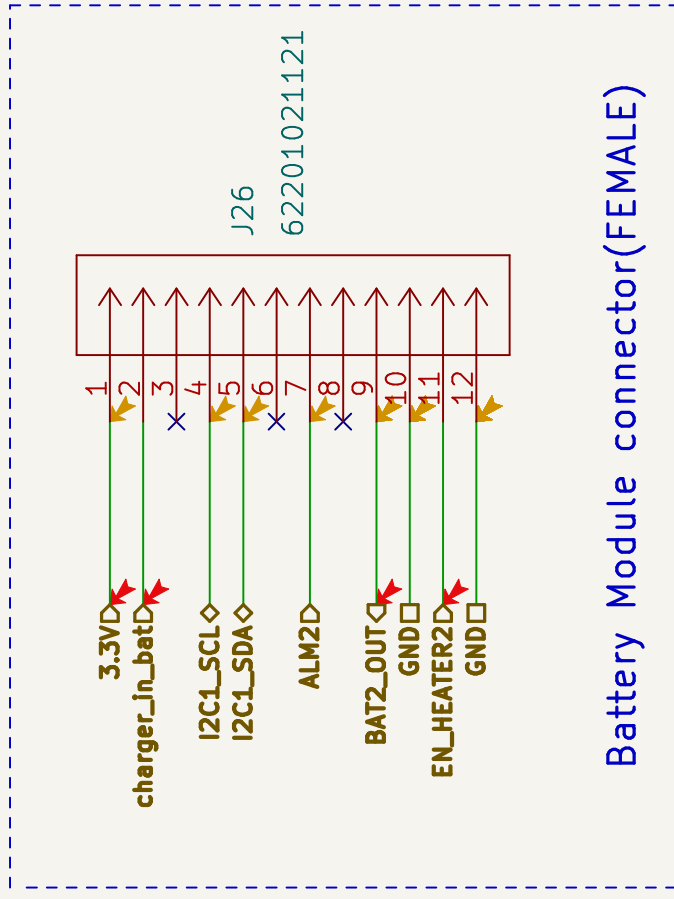 J26
62201021121
1
2
3
4
5
6
7
8
9
10
11
12
3.3V
charger_in_bat
I2C1_SCL
I2C1_SDA
ALM2
BAT2_OUT
GND
EN_HEATER2
GND
Battery Module connector(FEMALE)